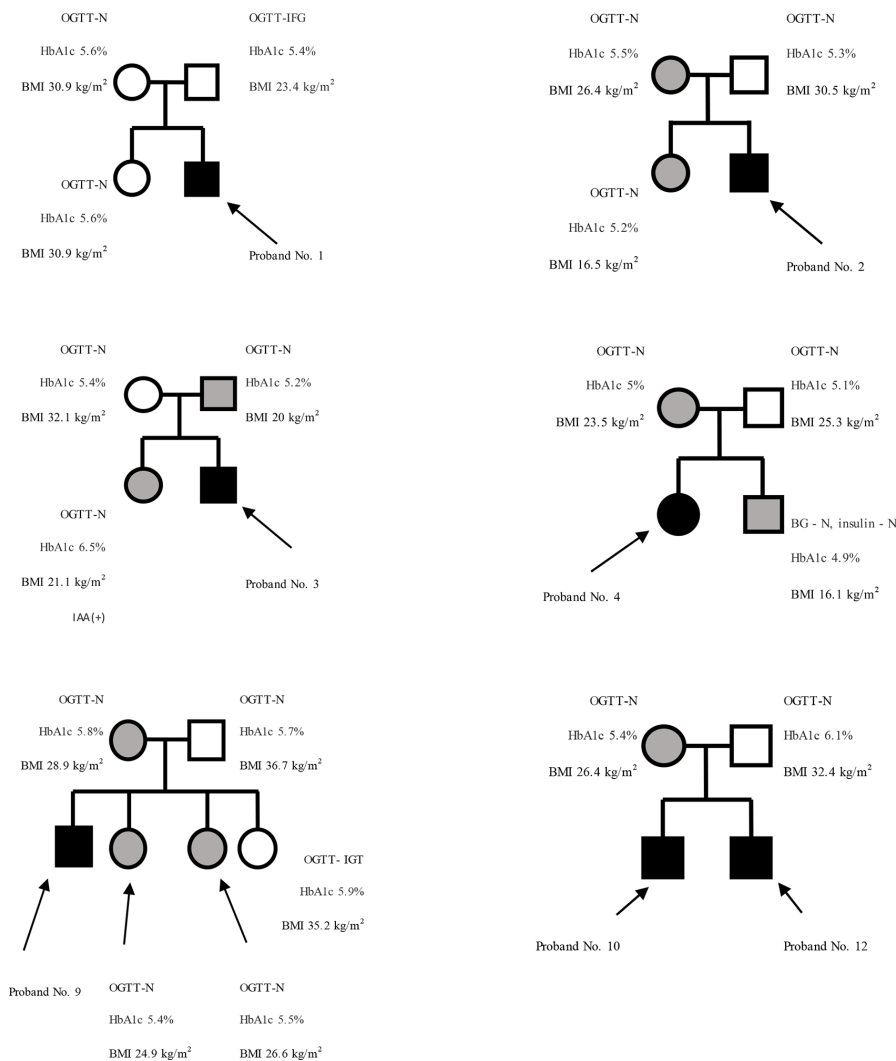 OGTT-N
HbA1c 5.6%
BMI 30.9 kg/m²
OGTT-IFG
HbA1c 5.4%
BMI 23.4 kg/m²
OGTT-N
HbA1c 5.6%
BMI 30.9 kg/m²
Proband No. 1
OGTT-N
HbA1c 5.5%
BMI 26.4 kg/m²
OGTT-N
HbA1c 5.3%
BMI 30.5 kg/m²
OGTT-N
HbA1c 5.2%
BMI 16.5 kg/m²
Proband No. 2
OGTT-N
HbA1c 5.4%
BMI 32.1 kg/m²
OGTT-N
HbA1c 5.2%
BMI 20 kg/m²
OGTT-N
HbA1c 6.5%
BMI 21.1 kg/m²
IAA(+)
Proband No. 3
OGTT-N
HbA1c 5%
BMI 23.5 kg/m²
OGTT-N
HbA1c 5.1%
BMI 25.3 kg/m²
Proband No. 4
BG - N, insulin - N
HbA1c 4.9%
BMI 16.1 kg/m²
OGTT-N
HbA1c 5.8%
BMI 28.9 kg/m²
OGTT-N
HbA1c 5.7%
BMI 36.7 kg/m²
OGTT- IGT
HbA1c 5.9%
BMI 35.2 kg/m²
Proband No. 9
OGTT-N
HbA1c 5.4%
BMI 24.9 kg/m²
OGTT-N
HbA1c 5.5%
BMI 26.6 kg/m²
OGTT-N
HbA1c 5.4%
BMI 26.4 kg/m²
OGTT-N
HbA1c 6.1%
BMI 32.4 kg/m²
Proband No. 10
Proband No. 12